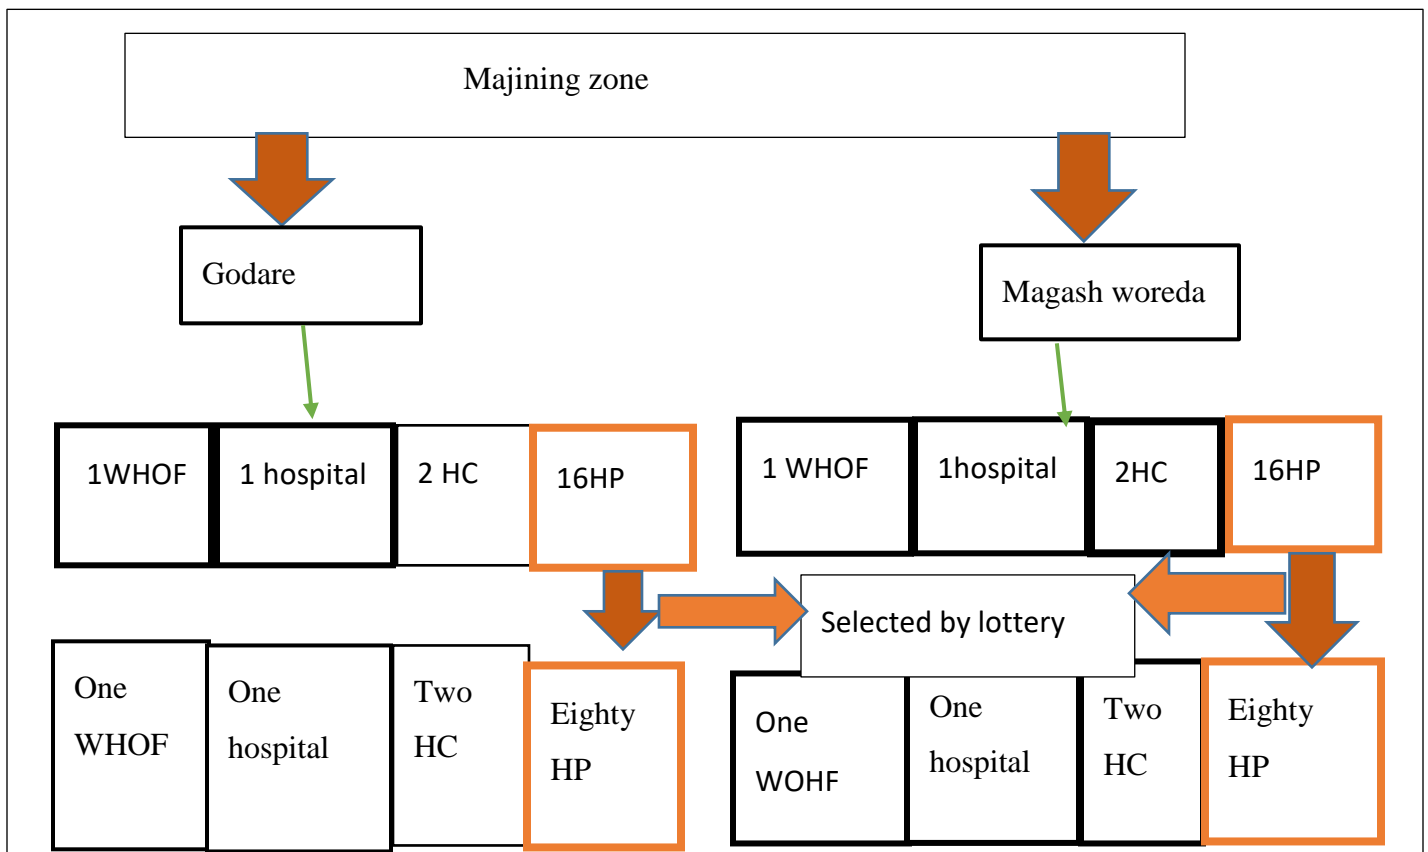 Majining zone
Godare
Magash woreda
1WHOF
1 hospital
2 HC
16HP
1 WHOF
1hospital
2HC
16HP
Selected by lottery
One
WHOF
One
hospital
Two
HC
Eighty
HP
One
WOHF
One
hospital
Two
HC
Eighty
HP